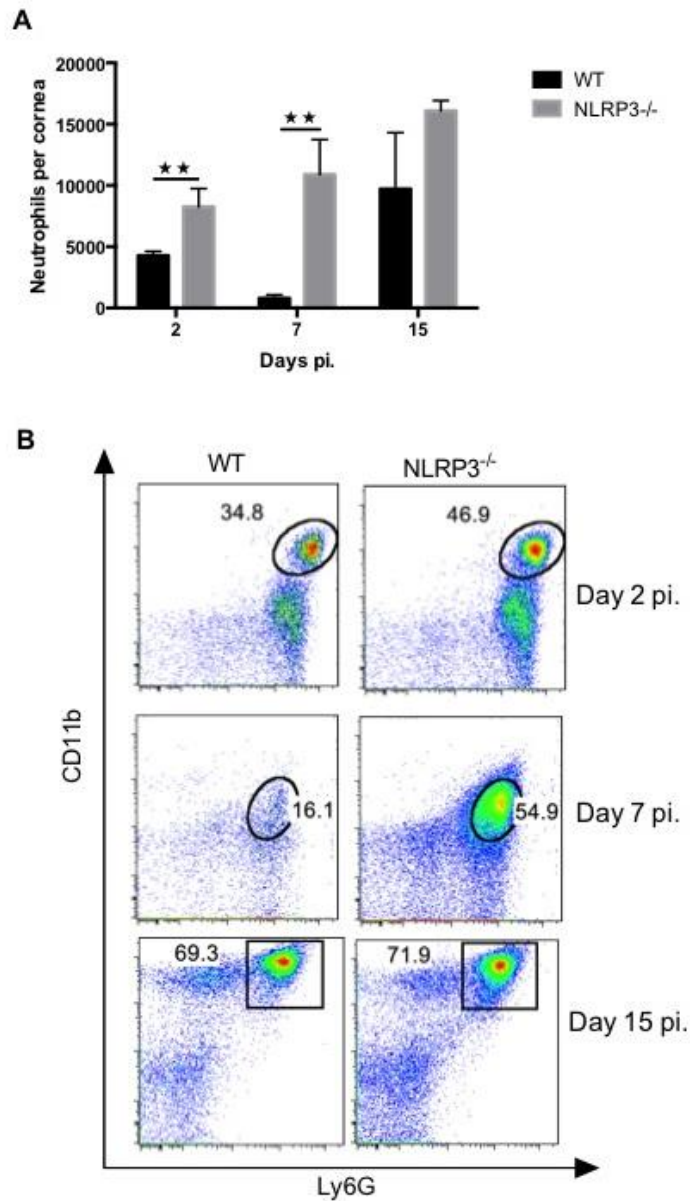 A
Neutrophils per cornea
20000
15000
10000
5000
0
★★
★★
2
7
15
Days pi.
WT
NLRP3-/-
B
WT
NLRP3-/-
34.8
46.9
Day 2 pi.
CD11b
16.1
54.9
Day 7 pi.
69.3
71.9
Day 15 pi.
Ly6G